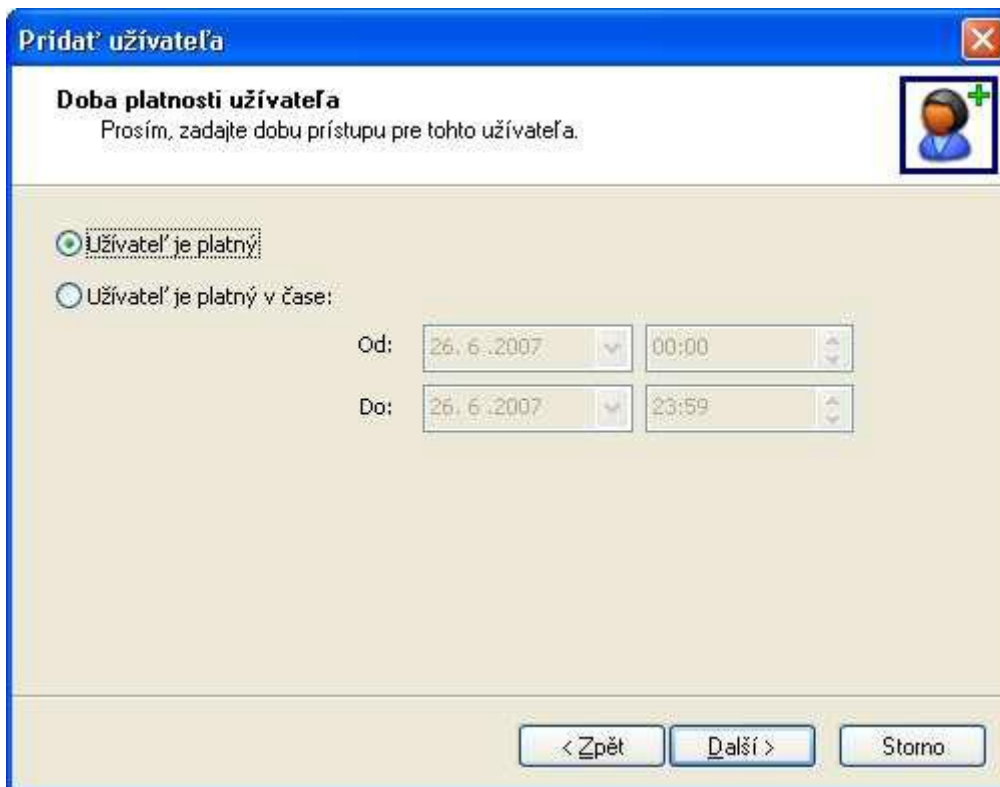 Pridať užívateľa
Doba platnosti užívateľa
Prosím, zadajte dobu prístupu pre tohto užívateľa.
Užívateľ je platný
Užívateľ je platný v čase:
Od: 26. 6 .2007 00:00
Do: 26. 6 .2007 23:59
< Zpět Další > Storno